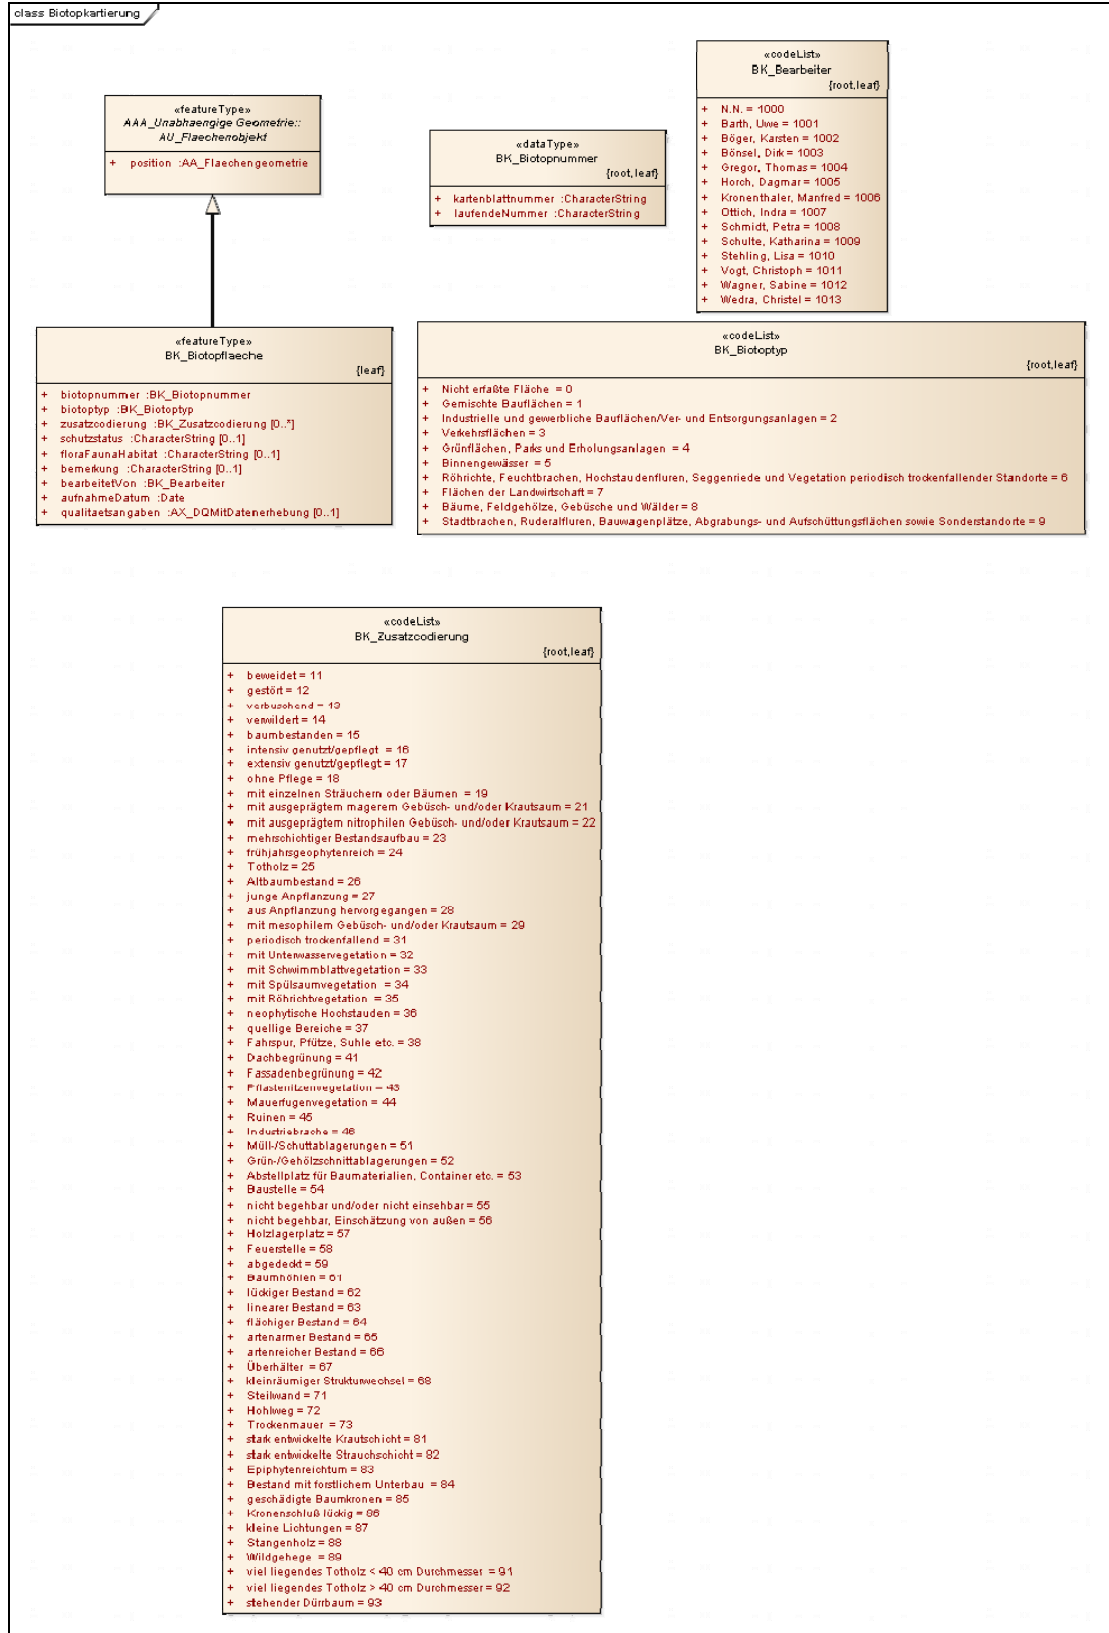 class Biotopkartierung
«featureType»
AAA_Unabhaengige Geometrie::
AU_Flaechenobjekt
+ position :AA_Flaechengeometrie
«dataType»
BK_Biotopnummer
{root,leaf}
+ kartenblattnummer :CharacterString
+ laufendeNummer :CharacterString
«codeList»
BK_Bearbeiter
{root,leaf}
+ N.N. = 1000
+ Barth, Uwe = 1001
+ Böger, Karsten = 1002
+ Bönsel, Dirk = 1003
+ Gregor, Thomas = 1004
+ Horch, Dagmar = 1005
+ Kronenthaler, Manfred = 1006
+ Ottich, Indra = 1007
+ Schmidt, Petra = 1008
+ Schulte, Katharina = 1009
+ Stehling, Lisa = 1010
+ Vogt, Christoph = 1011
+ Wagner, Sabine = 1012
+ Wedra, Christel = 1013
«featureType»
BK_Biotopflaeche
{leaf}
+ biotopnummer :BK_Biotopnummer
+ biotoptyp :BK_Biotoptyp
+ zusatzcodierung :BK_Zusatzcodierung [0..*]
+ schutzstatus :CharacterString [0..1]
+ floraFaunaHabitat :CharacterString [0..1]
+ bemerkung :CharacterString [0..1]
+ bearbeitetVon :BK_Bearbeiter
+ aufnahmeDatum :Date
+ qualitaetsangaben :AX_DQMitDatenerhebung [0..1]
«codeList»
BK_Biotoptyp
{root,leaf}
+ Nicht erfaßte Fläche = 0
+ Gemischte Bauflächen = 1
+ Industrielle und gewerbliche Bauflächen/Ver- und Entsorgungsanlagen = 2
+ Verkehrsflächen = 3
+ Grünflächen, Parks und Erholungsanlagen = 4
+ Binnengewässer = 5
+ Röhrichte, Feuchtbrachen, Hochstaudenfluren, Seggenriede und Vegetation periodisch trockenfallender Standorte = 6
+ Flächen der Landwirtschaft = 7
+ Bäume, Feldgehölze, Gebüsche und Wälder = 8
+ Stadtbrachen, Ruderalfluren, Bauwagenplätze, Abgrabungs- und Aufschüttungsflächen sowie Sonderstandorte = 9
«codeList»
BK_Zusatzcodierung
{root,leaf}
+ beweidet = 11
+ gestört = 12
+ verbuschend = 13
+ verwildert = 14
+ baumbestanden = 15
+ intensiv genutzt/gepflegt = 16
+ extensiv genutzt/gepflegt = 17
+ ohne Pflege = 18
+ mit einzelnen Sträuchern oder Bäumen = 19
+ mit ausgeprägtem magerem Gebüsch- und/oder Krautsaum = 21
+ mit ausgeprägtem nitrophilen Gebüsch- und/oder Krautsaum = 22
+ mehrschichtiger Bestandsaufbau = 23
+ frühjahrsgeophytenreich = 24
+ Totholz = 25
+ Altbaumbestand = 26
+ junge Anpflanzung = 27
+ aus Anpflanzung hervorgegangen = 28
+ mit mesophilem Gebüsch- und/oder Krautsaum = 29
+ periodisch trockenfallend = 31
+ mit Unterwasservegetation = 32
+ mit Schwimmblattvegetation = 33
+ mit Spülsaumvegetation = 34
+ mit Röhrichtvegetation = 35
+ neophytische Hochstauden = 36
+ quellige Bereiche = 37
+ Fahrspur, Pfütze, Suhle etc. = 38
+ Dachbegrünung = 41
+ Fassadenbegrünung = 42
+ Pflasterritzenvegetation = 43
+ Mauerfugenvegetation = 44
+ Ruinen = 45
+ Industriebrache = 46
+ Müll-/Schuttablagerungen = 51
+ Grün-/Gehölzschnittablagerungen = 52
+ Abstellplatz für Baumaterialien, Container etc. = 53
+ Baustelle = 54
+ nicht begehbar und/oder nicht einsehbar = 55
+ nicht begehbar, Einschätzung von außen = 56
+ Holzlagerplatz = 57
+ Feuerstelle = 58
+ abgedeckt = 59
+ Baumhöhlen = 61
+ lückiger Bestand = 62
+ linearer Bestand = 63
+ flächiger Bestand = 64
+ artenarmer Bestand = 65
+ artenreicher Bestand = 66
+ Überhälter = 67
+ kleinräumiger Strukturwechsel = 68
+ Steilwand = 71
+ Hohlweg = 72
+ Trockenmauer = 73
+ stark entwickelte Krautschicht = 81
+ stark entwickelte Strauchschicht = 82
+ Epiphytenreichtum = 83
+ Bestand mit forstlichem Unterbau = 84
+ geschädigte Baumkronen = 85
+ Kronenschluß lückig = 86
+ kleine Lichtungen = 87
+ Stangenholz = 88
+ Wildgehege = 89
+ viel liegendes Totholz < 40 cm Durchmesser = 91
+ viel liegendes Totholz > 40 cm Durchmesser = 92
+ stehender Dürrbaum = 93